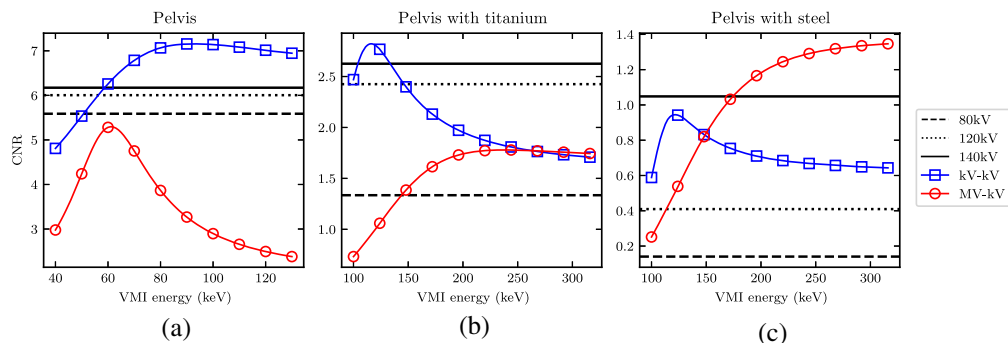 Pelvis
CNR
7
6
5
4
3
40 60 80 100 120
VMI energy (keV)
(a)
Pelvis with titanium
2.5
2.0
1.5
1.0
100 150 200 250 300
VMI energy (keV)
(b)
Pelvis with steel
1.4
1.2
1.0
0.8
0.6
0.4
0.2
100 150 200 250 300
VMI energy (keV)
(c)
80kV
120kV
140kV
kV-kV
MV-kV